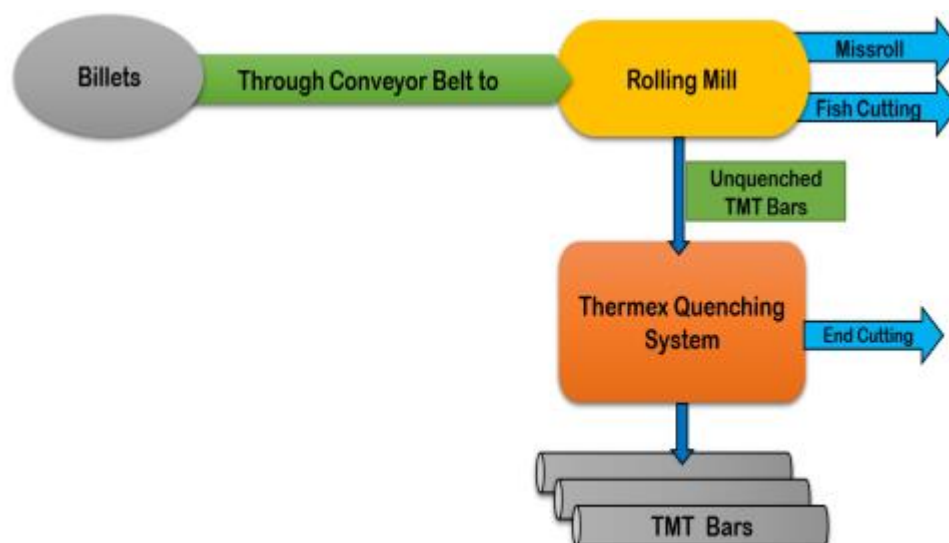 Billets
Through Conveyor Belt to
Rolling Mill
Missroll
Fish Cutting
Unquenched
TMT Bars
Thermex Quenching
System
End Cutting
TMT Bars